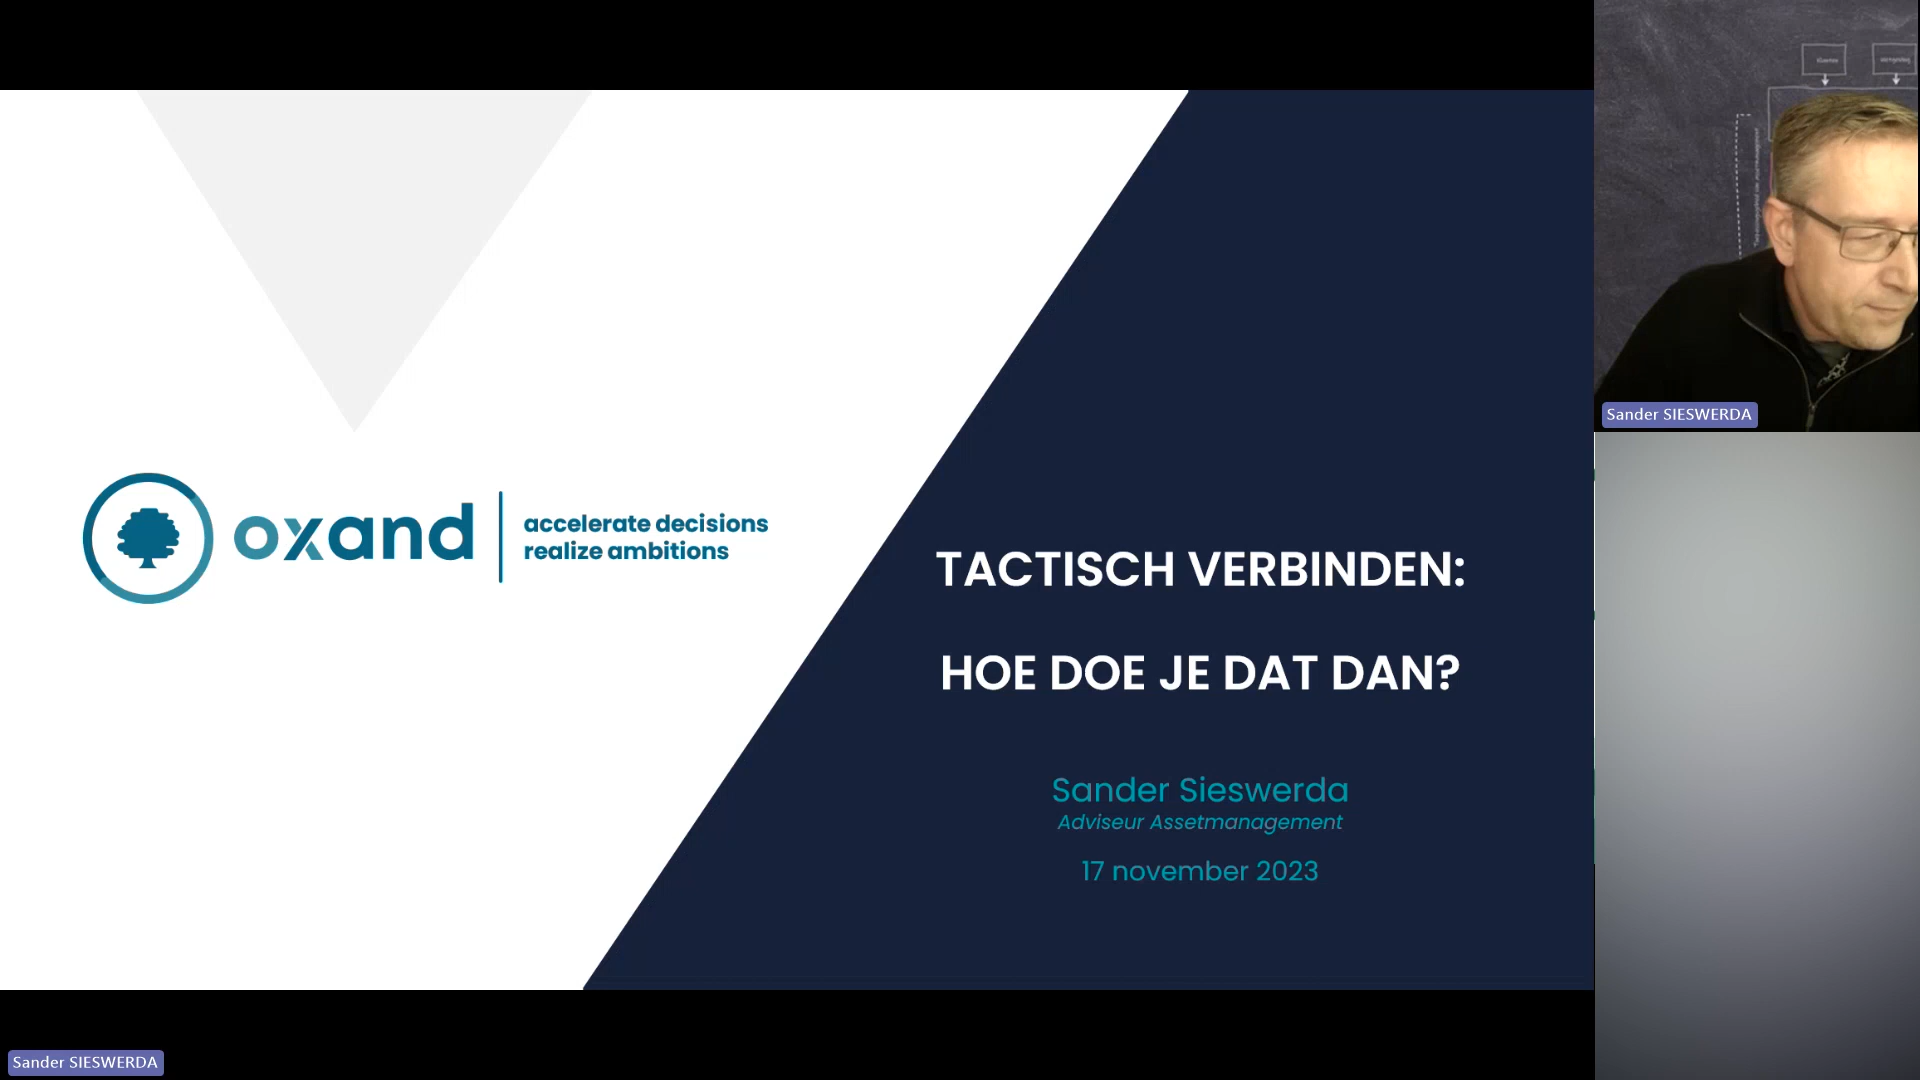 oxand
accelerate decisions
realize ambitions
TACTISCH VERBINDEN:
HOE DOE JE DAT DAN?
Sander Sieswerda
Adviseur Assetmanagement
17 november 2023
Sander SIESWERDA
Sander SIESWERDA